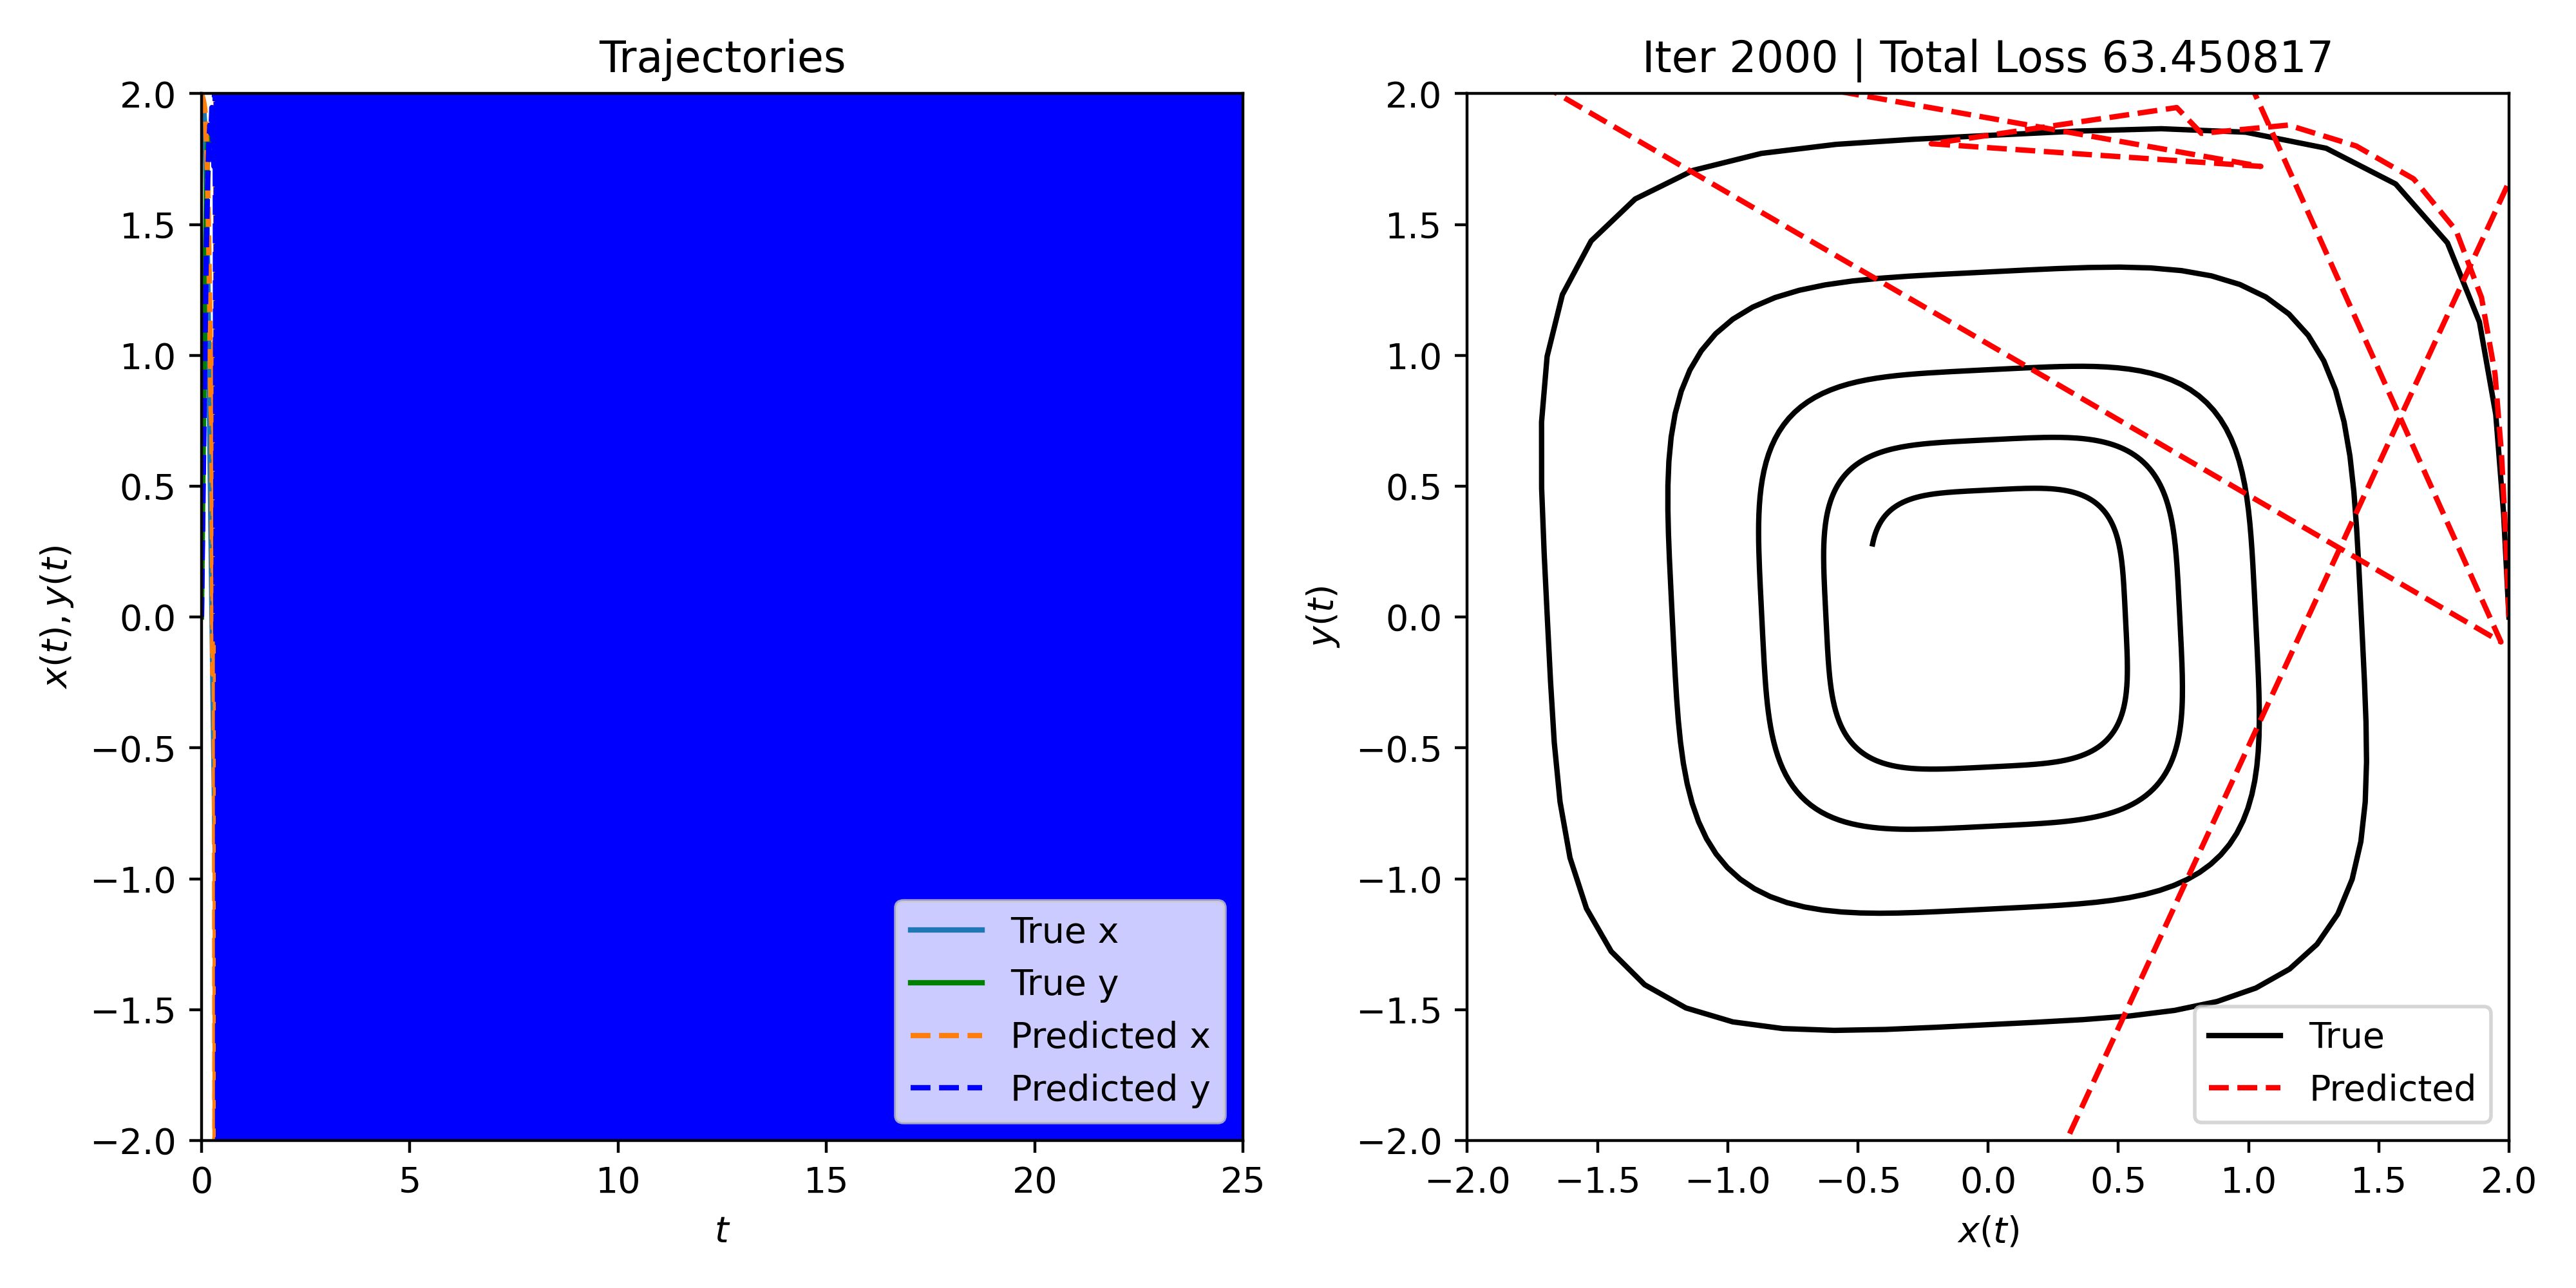 Trajectories
2.0
1.5
1.0
0.5
0.0
−0.5
−1.0
−1.5
−2.0
x(t), y(t)
0 5 10 15 20 25
t
True x
True y
Predicted x
Predicted y
Iter 2000 | Total Loss 63.450817
2.0
1.5
1.0
0.5
0.0
−0.5
−1.0
−1.5
−2.0
y(t)
−2.0 −1.5 −1.0 −0.5 0.0 0.5 1.0 1.5 2.0
x(t)
True
Predicted